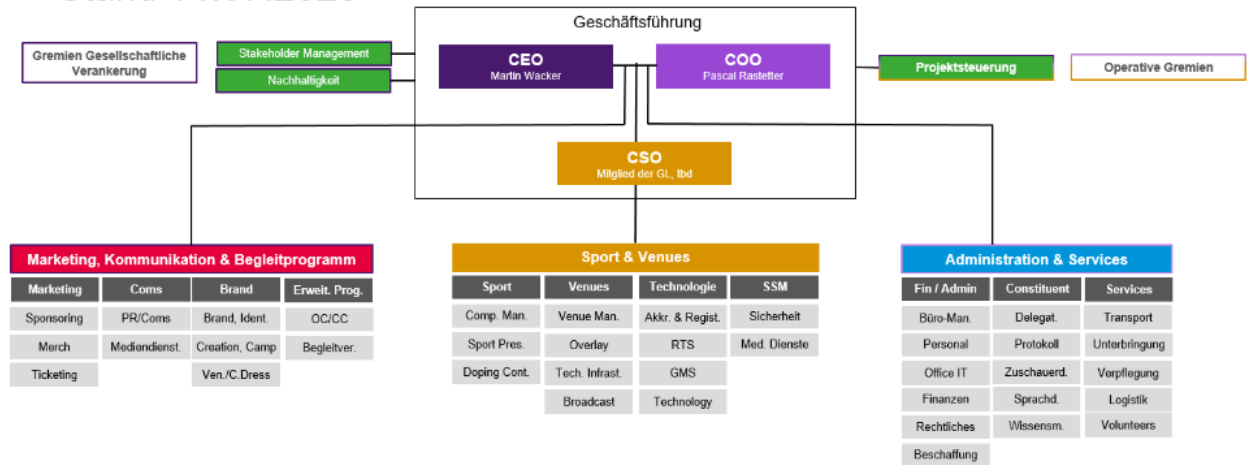 Geschäftsführung
Gremien Gesellschaftliche
Verankerung
Stakeholder Management
Nachhaltigkeit
CEO
Martin Wacker
COO
Pascal Rastetter
Projektsteuerung
Operative Gremien
CSO
Mitglied der GL, tbd
Marketing, Kommunikation & Begleitprogramm
Marketing
Coms
Brand
Erweit. Prog.
Sponsoring
PR/Coms
Brand, Ident.
OC/CC
Merch
Mediendienst.
Creation, Camp
Begleitver.
Ticketing
Ven./C.Dress
Sport & Venues
Sport
Venues
Technologie
SSM
Comp. Man.
Venue Man.
Akkr. & Regist.
Sicherheit
Sport Pres.
Overlay
RTS
Med. Dienste
Doping Cont.
Tech. Infrast.
GMS
Broadcast
Technology
Administration & Services
Fin / Admin
Constituent
Services
Büro-Man.
Delegat.
Transport
Personal
Protokoll
Unterbringung
Office IT
Zuschauerd.
Verpflegung
Finanzen
Sprachd.
Logistik
Rechtliches
Wissensm.
Volunteers
Beschaffung